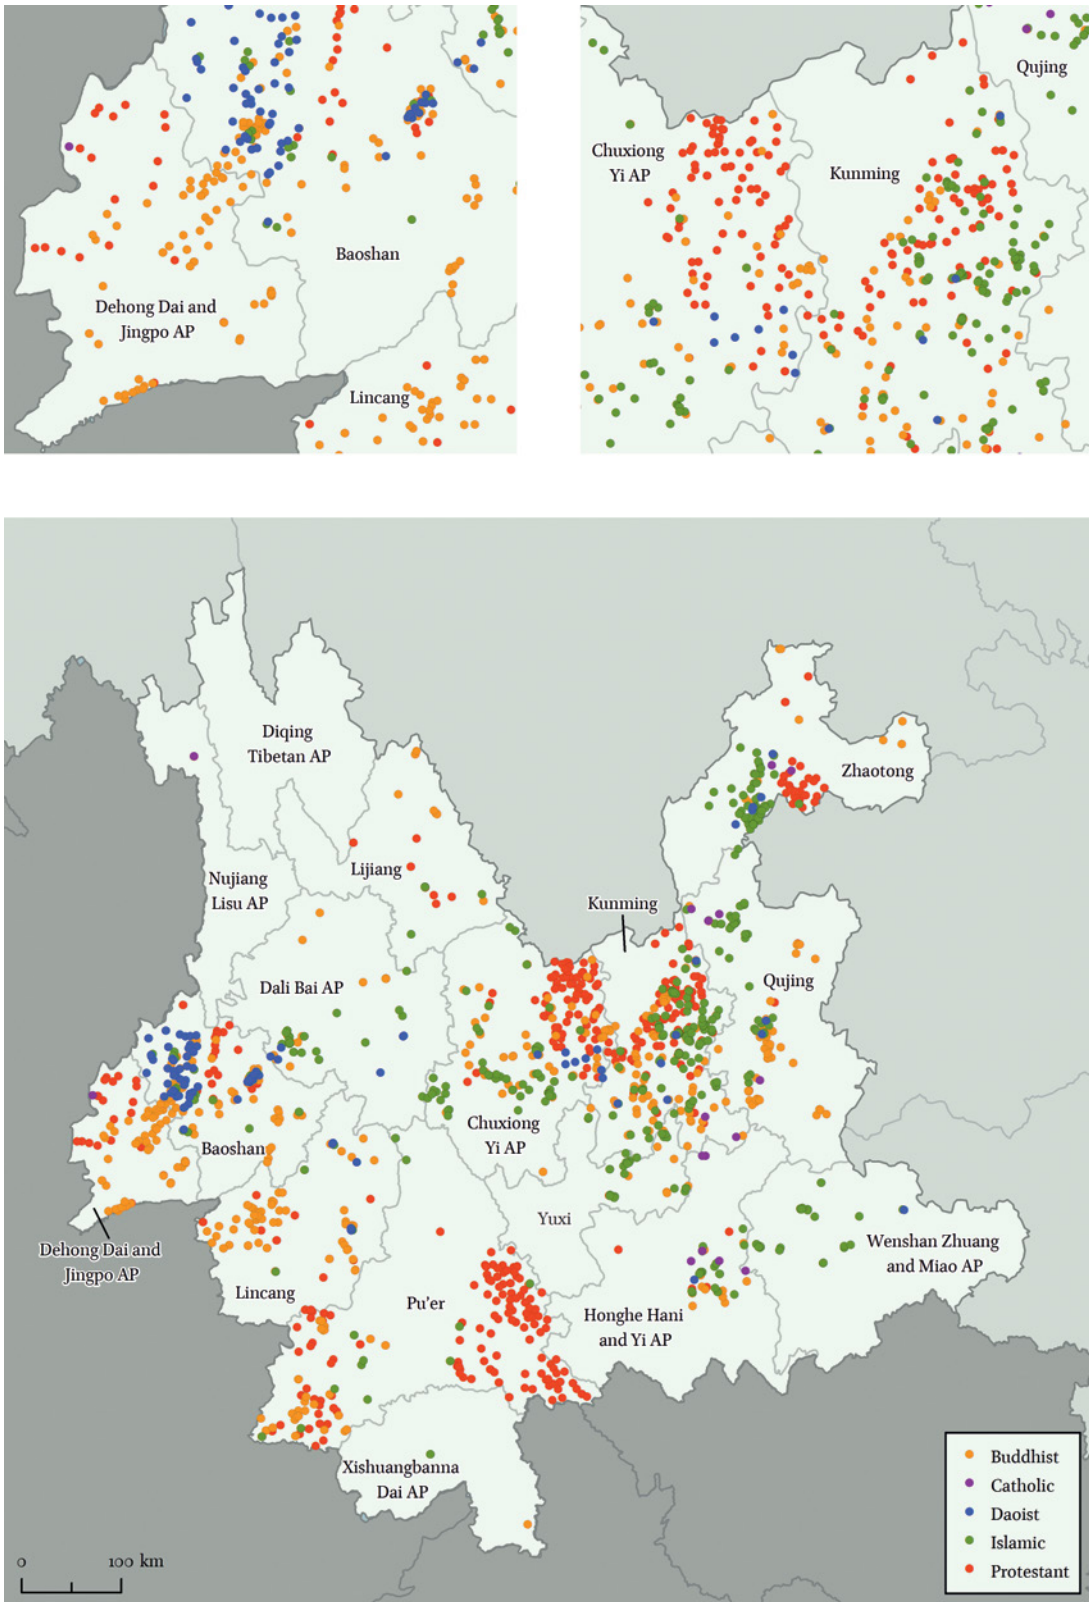 Qujing
Chuxiong
Yi AP
Kunming
Baoshan
Dehong Dai and
Jingpo AP
Lincang
Diqing
Tibetan AP
Zhaotong
Lijiang
Nujiang
Lisu AP
Kunming
Qujing
Dali Bai AP
Chuxiong
Yi AP
Baoshan
Yuxi
Dehong Dai and
Jingpo AP
Wenshan Zhuang
and Miao AP
Lincang
Pu'er
Honghe Hani
and Yi AP
Xishuangbanna
Dai AP
Buddhist
Catholic
Daoist
Islamic
Protestant
0 100 km